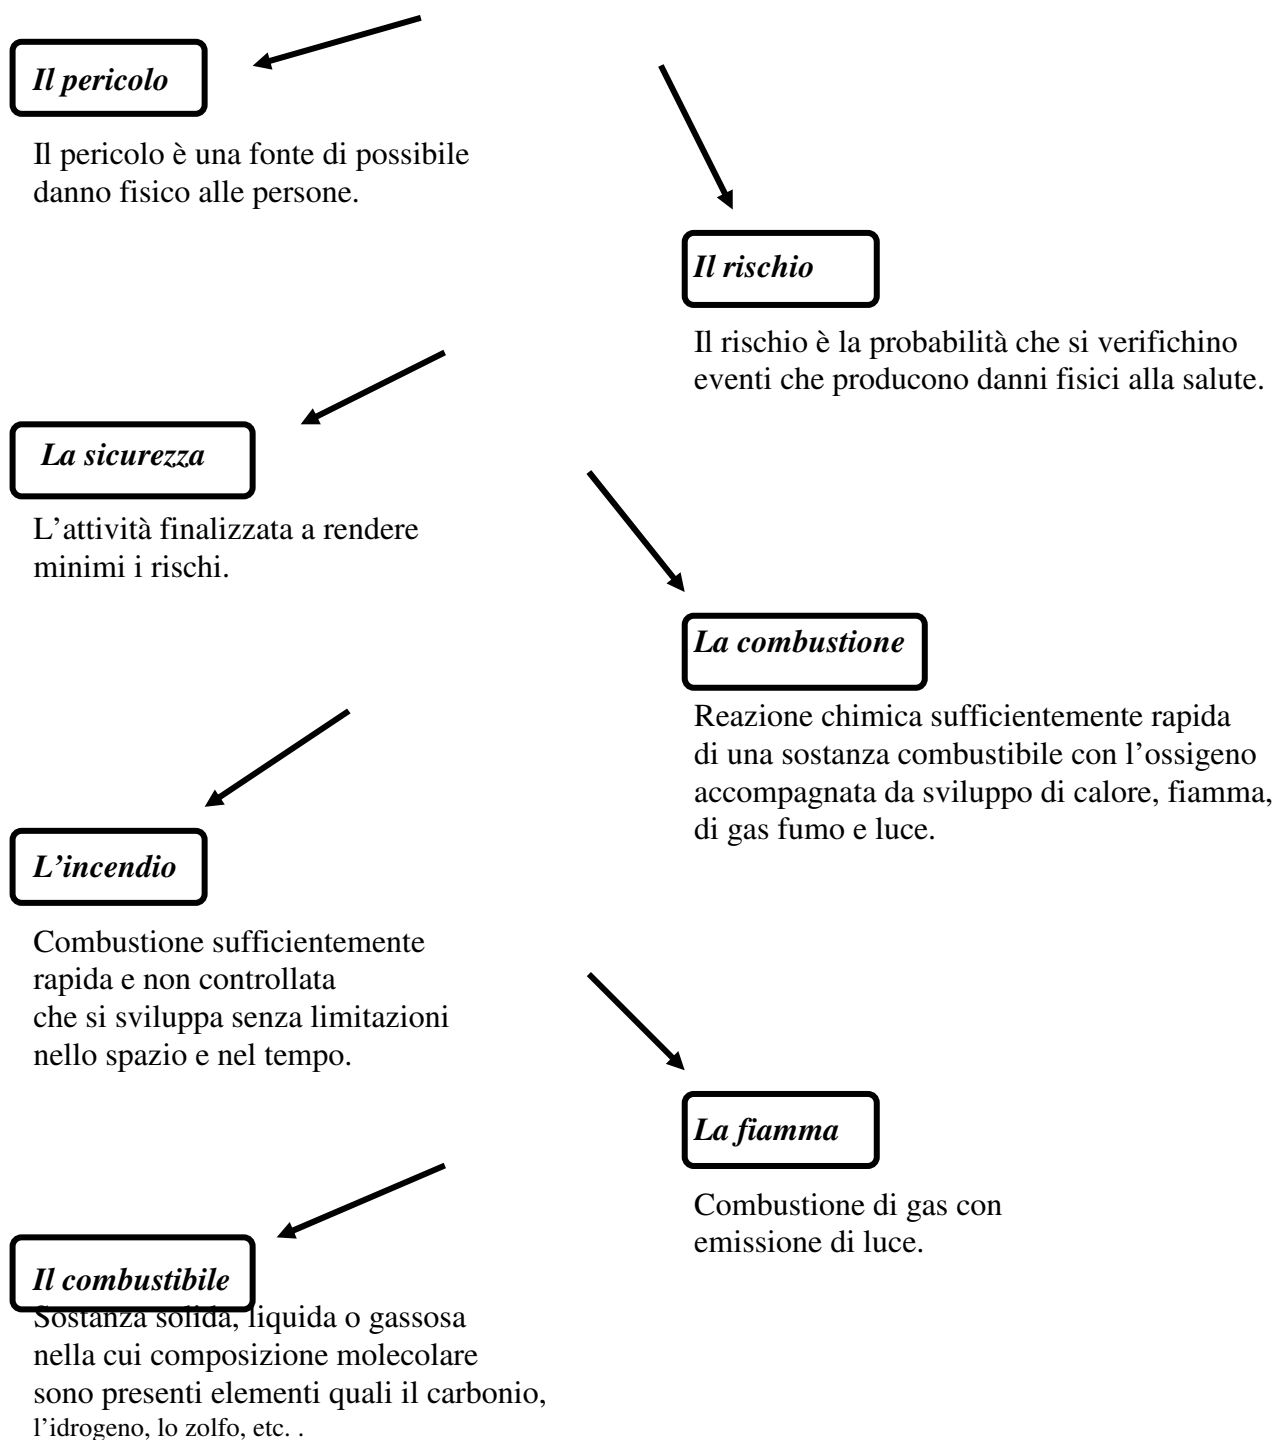 Il pericolo
Il pericolo è una fonte di possibile
danno fisico alle persone.
Il rischio
Il rischio è la probabilità che si verifichino
eventi che producono danni fisici alla salute.
La sicurezza
L’attività finalizzata a rendere
minimi i rischi.
La combustione
Reazione chimica sufficientemente rapida
di una sostanza combustibile con l’ossigeno
accompagnata da sviluppo di calore, fiamma,
di gas fumo e luce.
L’incendio
Combustione sufficientemente
rapida e non controllata
che si sviluppa senza limitazioni
nello spazio e nel tempo.
La fiamma
Combustione di gas con
emissione di luce.
Il combustibile
Sostanza solida, liquida o gassosa
nella cui composizione molecolare
sono presenti elementi quali il carbonio,
l’idrogeno, lo zolfo, etc. .